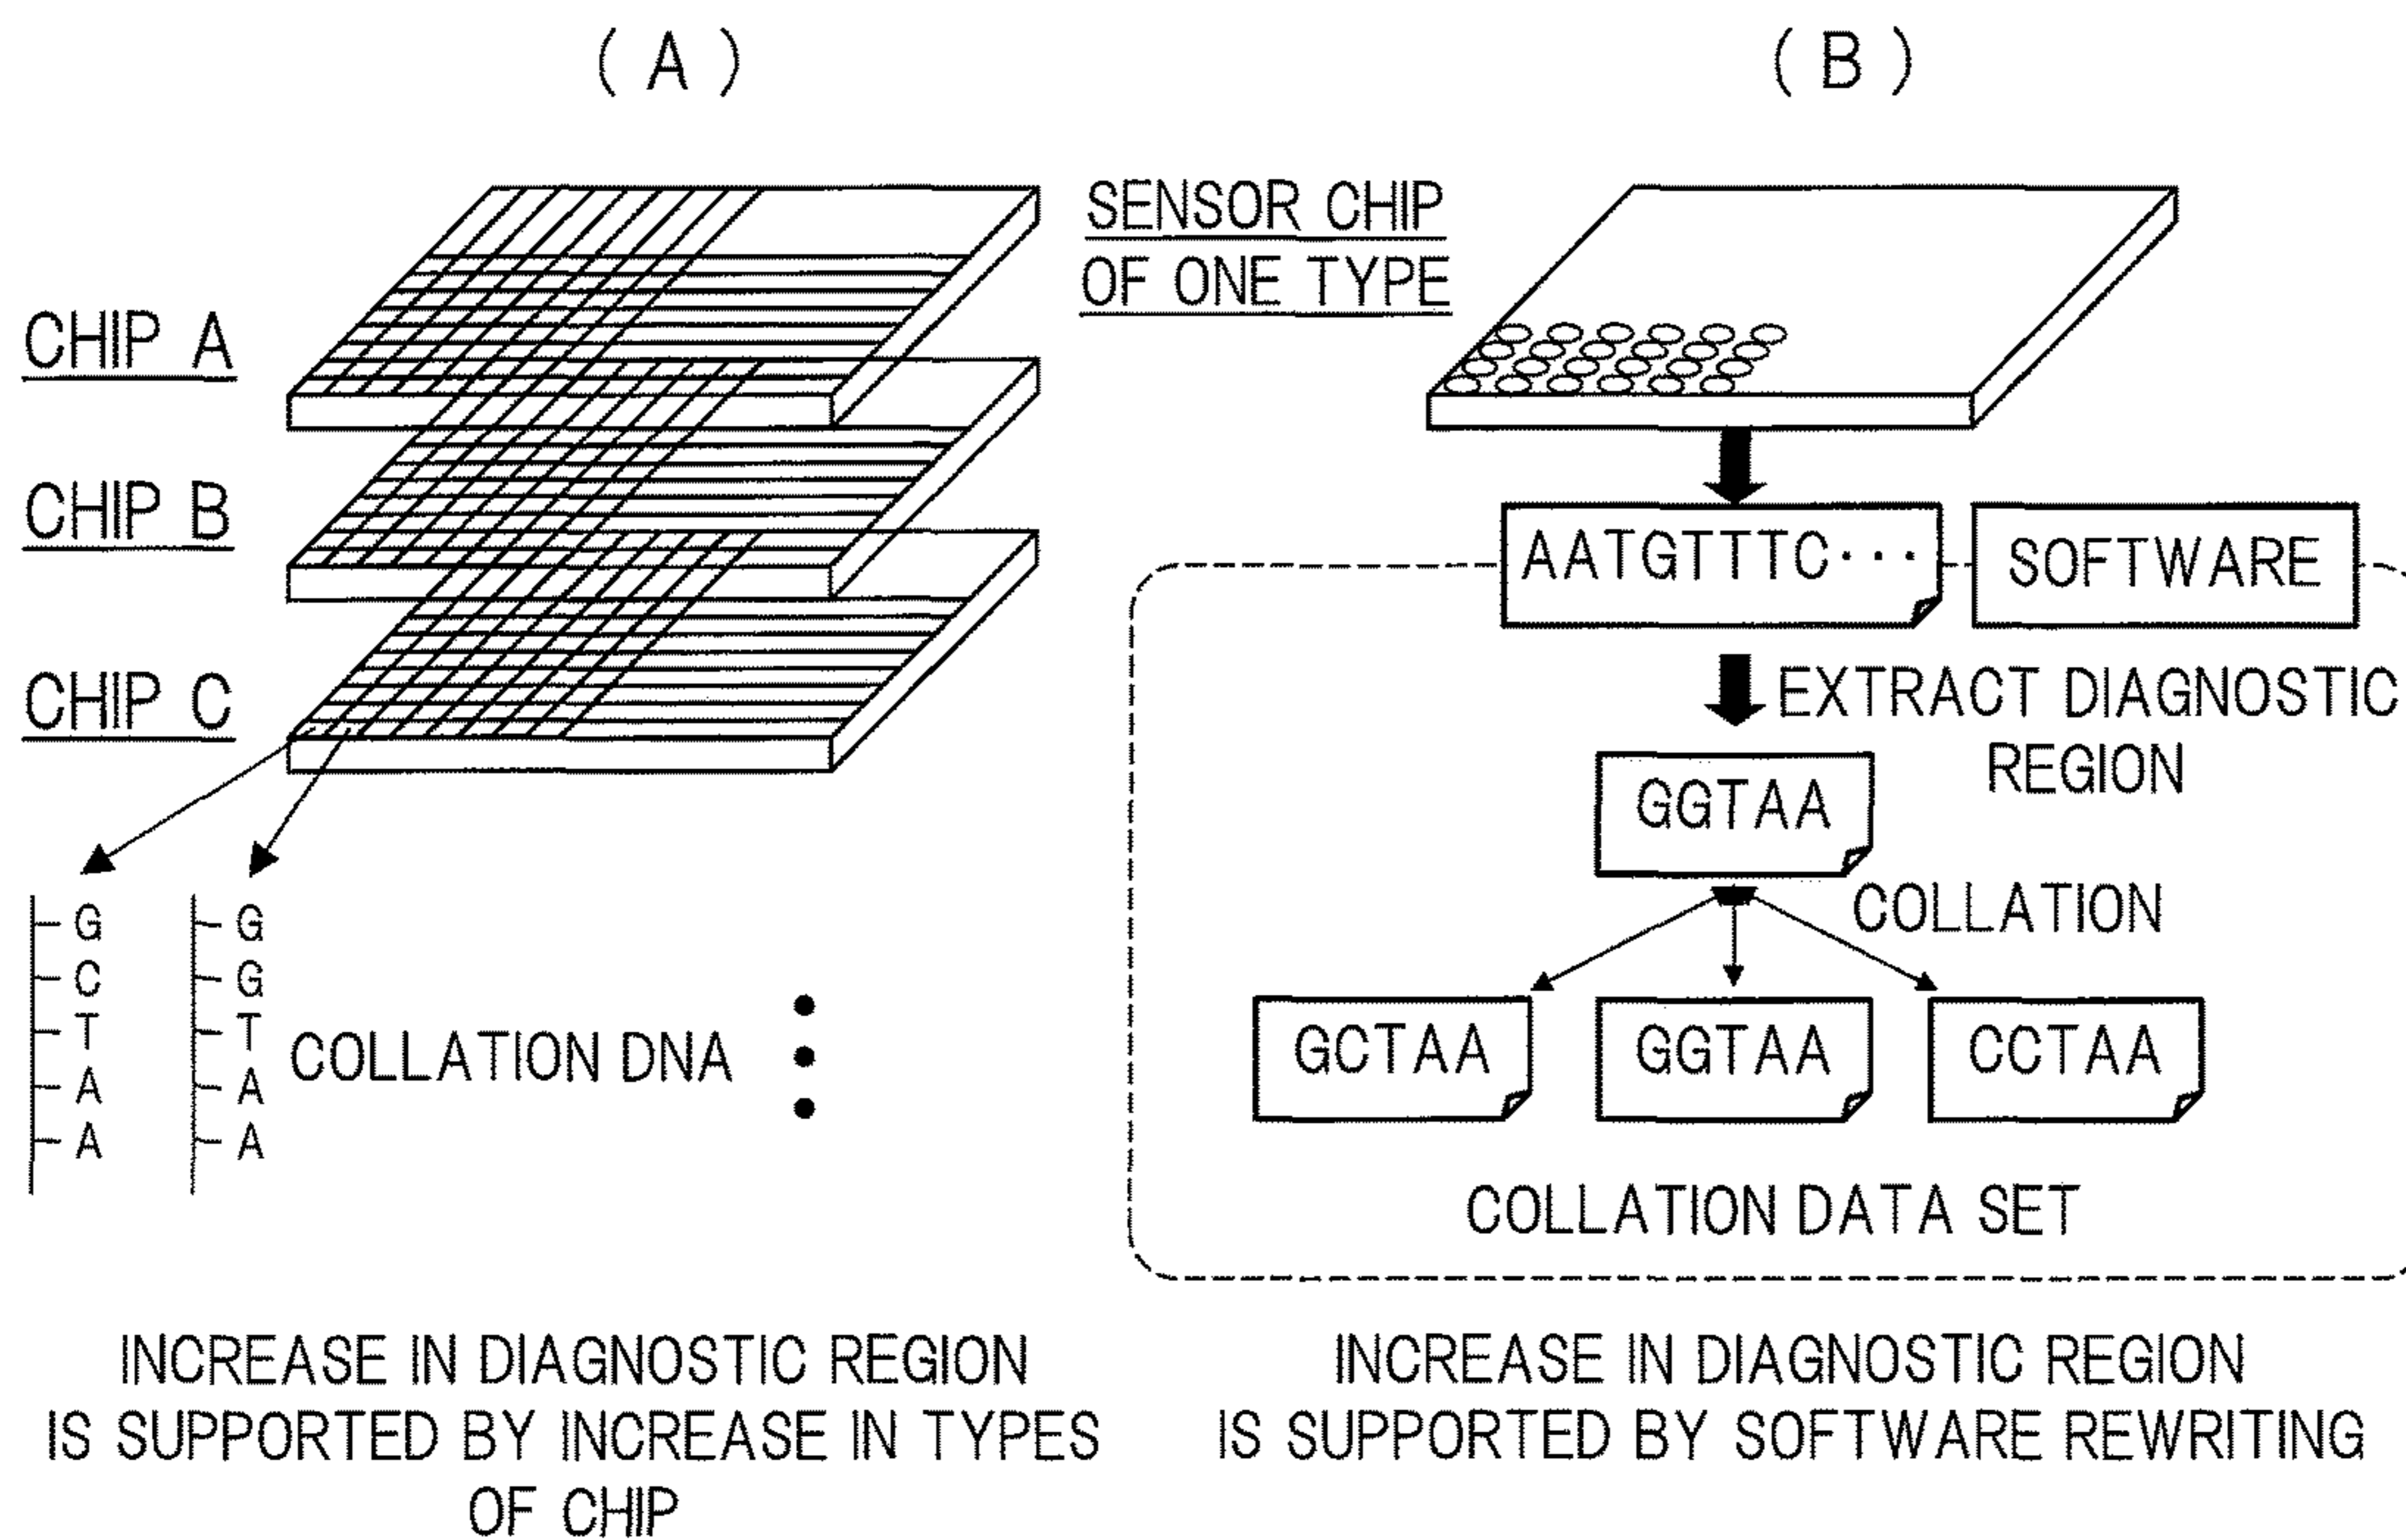 ( A )
CHIP A
CHIP B
CHIP C
G
C
T
A
A
G
G
T
A
A
COLLATION DNA
INCREASE IN DIAGNOSTIC REGION
IS SUPPORTED BY INCREASE IN TYPES
OF CHIP
( B )
SENSOR CHIP
OF ONE TYPE
AATGTTTC···
SOFTWARE
EXTRACT DIAGNOSTIC
REGION
GGTAA
COLLATION
GCTAA
GGTAA
CCTAA
COLLATION DATA SET
INCREASE IN DIAGNOSTIC REGION
IS SUPPORTED BY SOFTWARE REWRITING